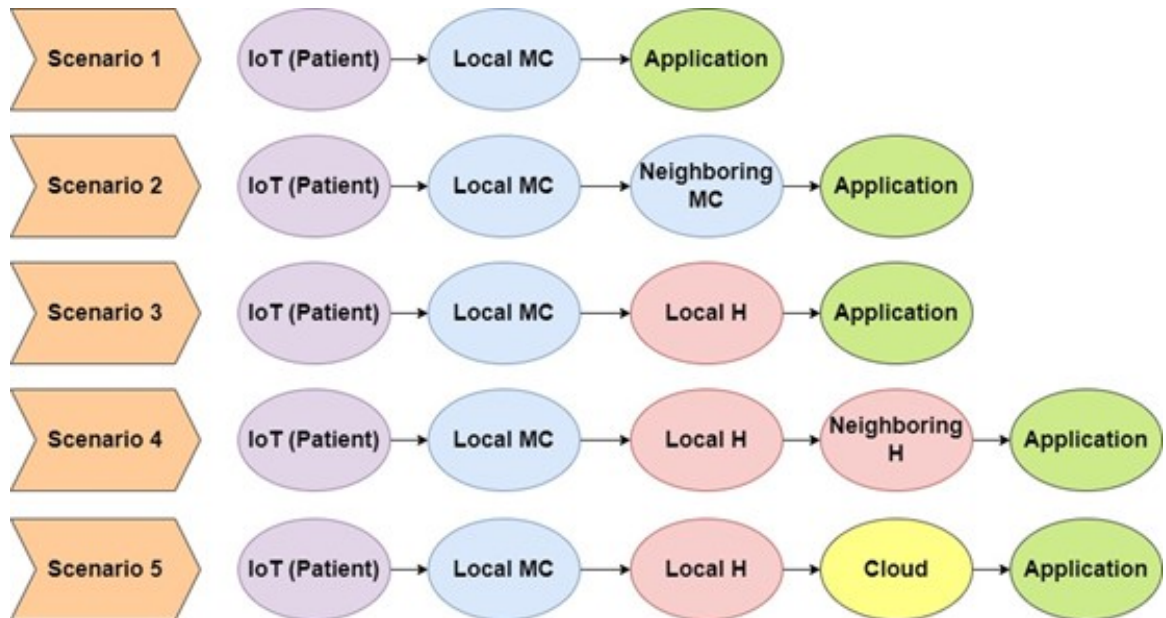 Scenario 1
IoT (Patient)
Local MC
Application
Scenario 2
IoT (Patient)
Local MC
Neighboring
MC
Application
Scenario 3
IoT (Patient)
Local MC
Local H
Application
Scenario 4
IoT (Patient)
Local MC
Local H
Neighboring
H
Application
Scenario 5
IoT (Patient)
Local MC
Local H
Cloud
Application